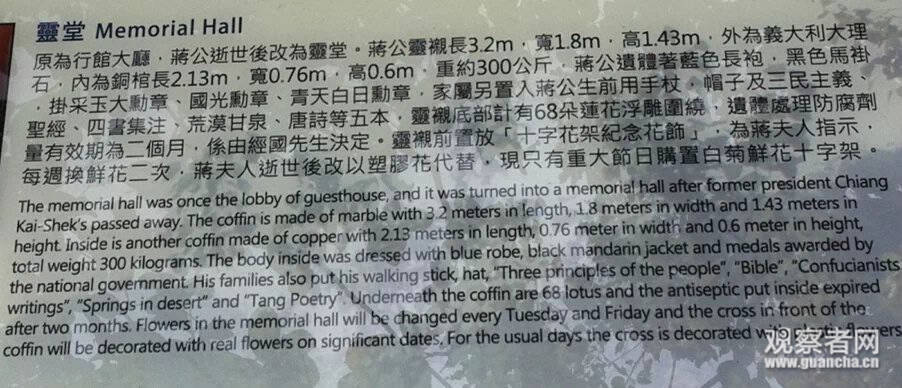 靈堂 Memorial Hall
原為行館大廳，蔣公逝世後改為靈堂。蔣公靈櫬長3.2m，寬1.8m，高1.43m，外為義大利大理
石，內為銅棺長2.13m，寬0.76m，高0.6m，重約300公斤，蔣公遺體著藍色長袍，黑色馬掛
，掛采玉大勳章、國光勳章、青天白日勳章，家屬另置入蔣公生前用手杖、帽子及三民主義、
聖經、四書集注、荒漠甘泉、唐詩等五本，靈櫬底部計有68朵蓮花浮雕圍繞，遺體處理防腐劑
量有效期為二個月，係由經國先生決定。靈櫬前置放「十字花架紀念花飾」，為蔣夫人指示，
每週換鮮花二次，蔣夫人逝世後改以塑膠花代替，現只有重大節日購置白菊鮮花十字架。
The memorial hall was once the lobby of guesthouse, and it was turned into a memorial hall after former president Chiang
Kai-Shek's passed away. The coffin is made of marble with 3.2 meters in length, 1.8 meters in width and 1.43 meters in
height. Inside is another coffin made of copper with 2.13 meters in length, 0.76 meter in width and 0.6 meter in height,
total weight 300 kilograms. The body inside was dressed with blue robe, black mandarin jacket and medals awarded by
the national government. His families also put his walking stick, hat, “Three principles of the people”, “Bible”, “Confucianists
writings”, “Springs in desert” and “Tang Poetry”. Underneath the coffin are 68 lotus and the antiseptic put inside expired
after two months. Flowers in the memorial hall will be changed every Tuesday and Friday and the cross in front of the
coffin will be decorated with real flowers on significant dates. For the usual days the cross is decorated flowers
观察者网
www.guancha.cn